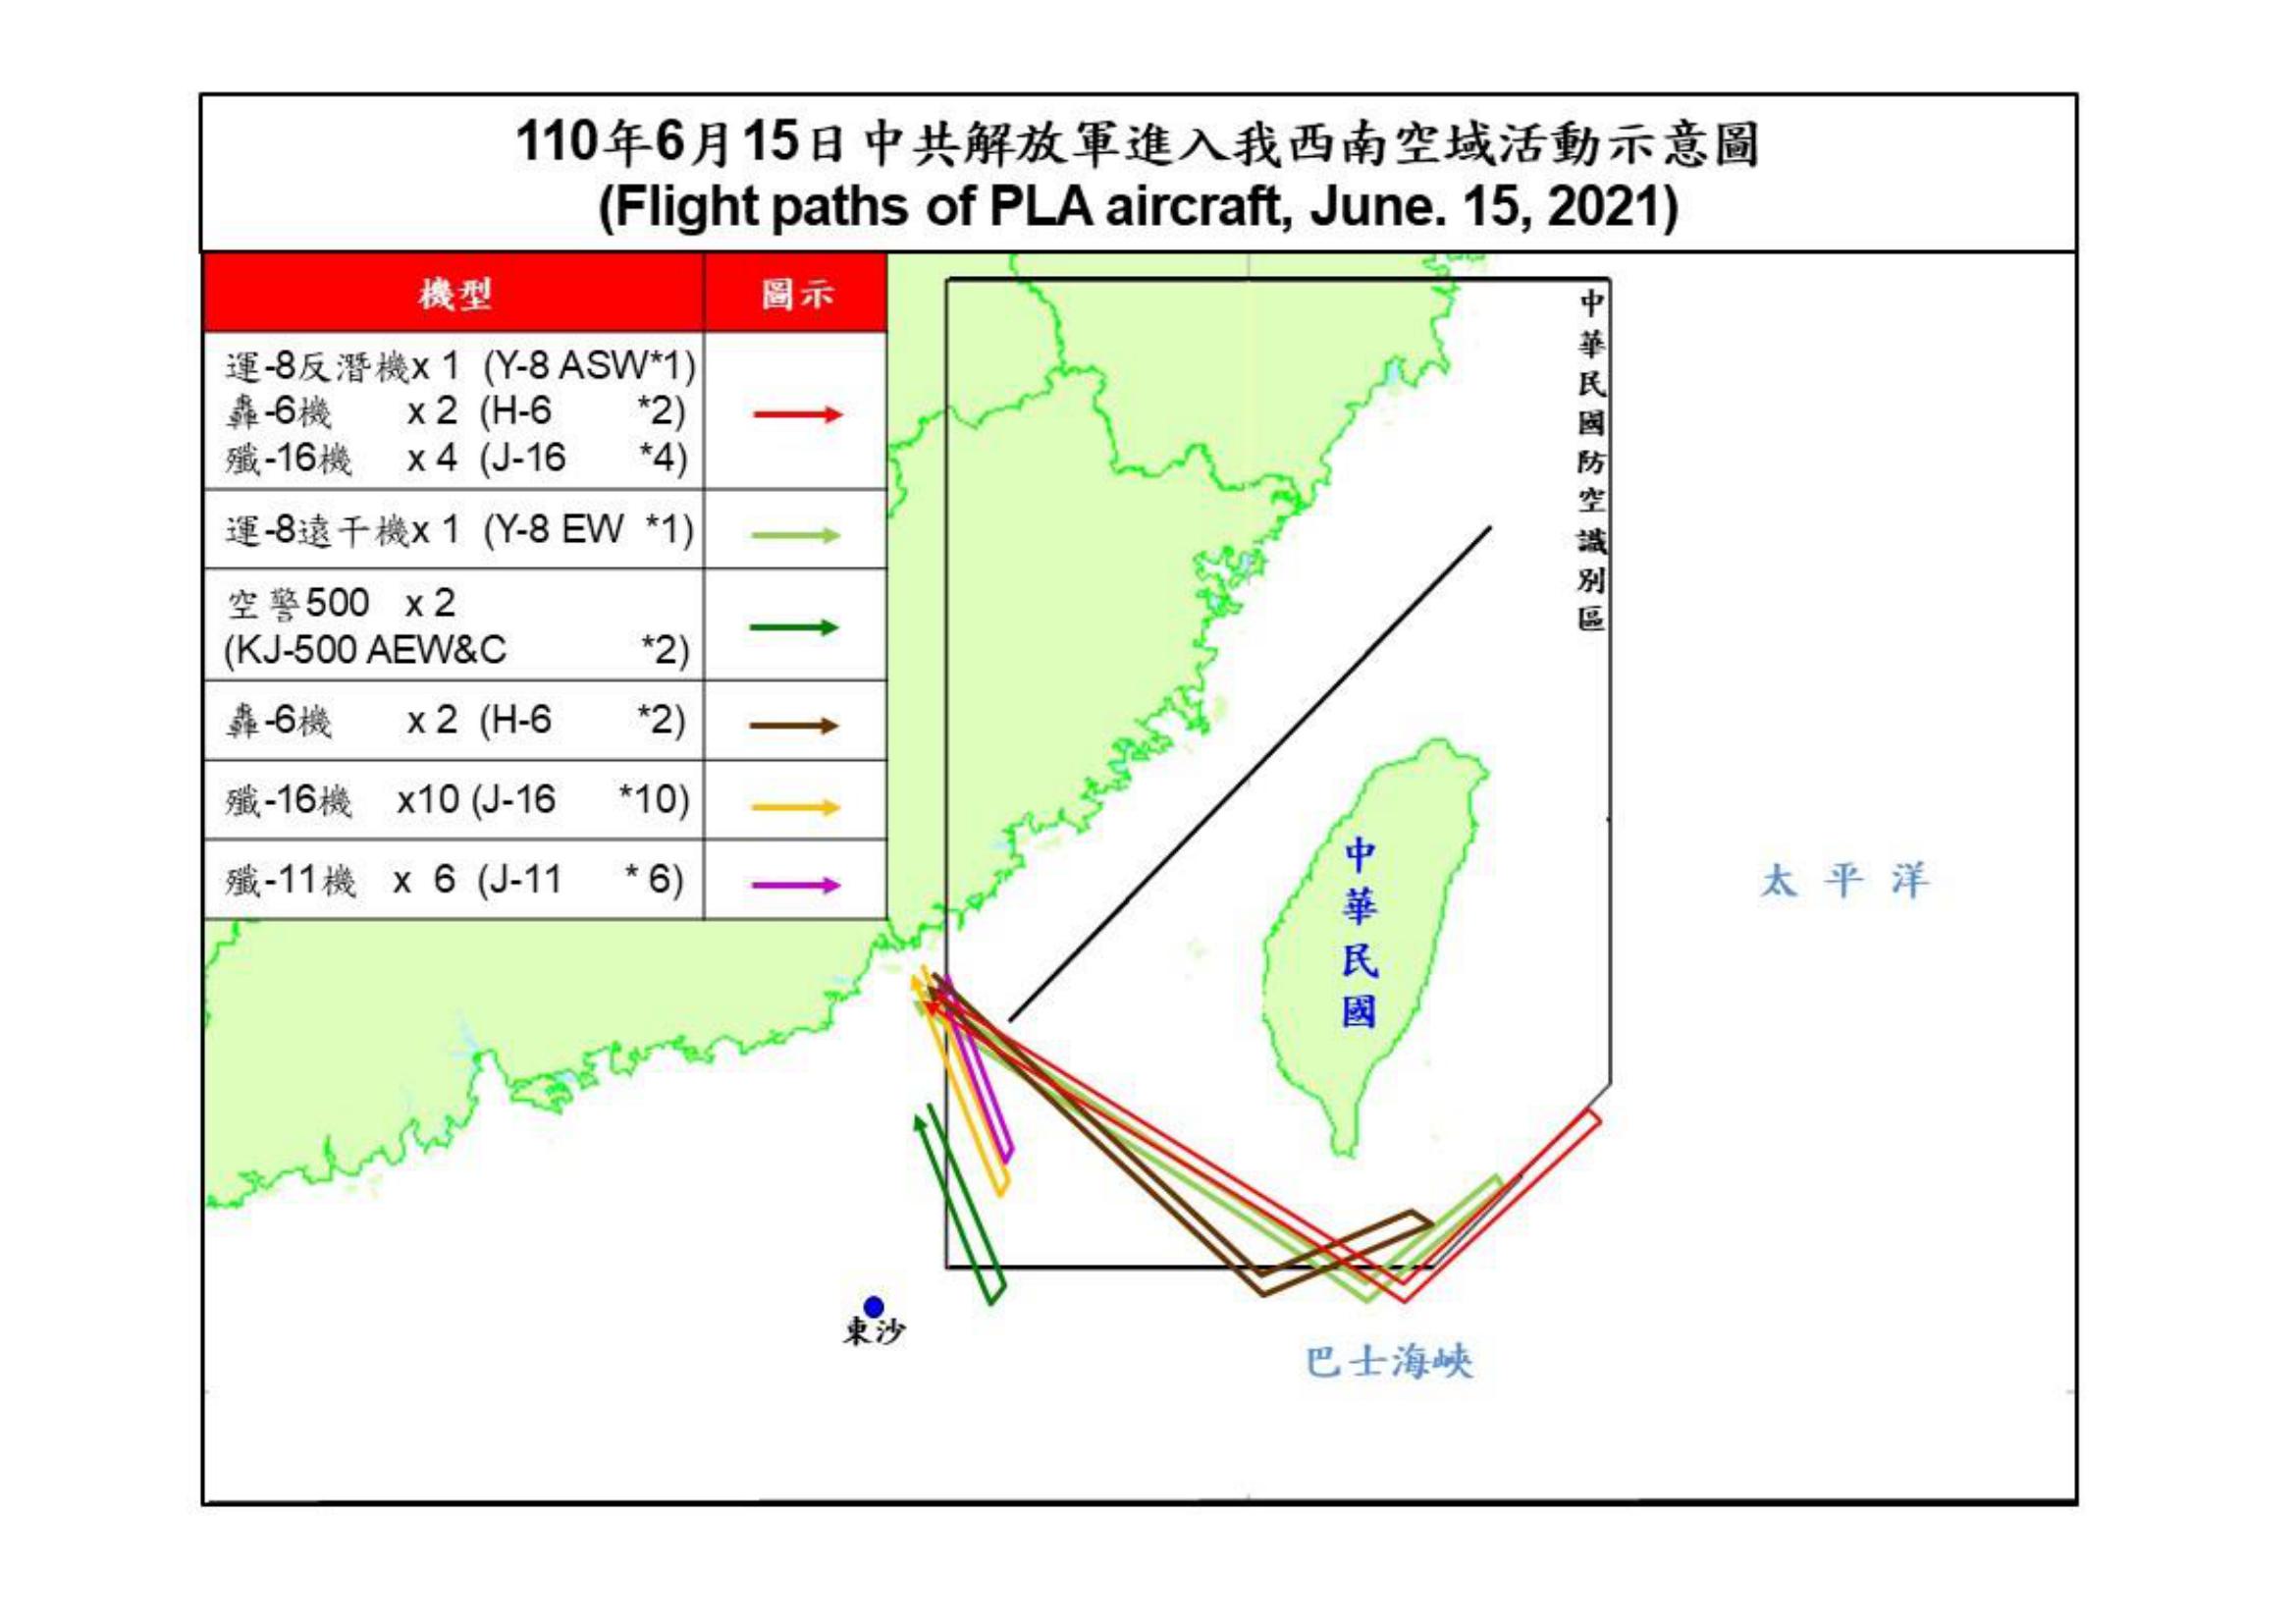 110年6月15日中共解放軍進入我西南空域活動示意圖
(Flight paths of PLA aircraft, June. 15, 2021)
機型 圖示
運-8反潛機x 1 (Y-8 ASW*1)
轟-6機 x 2 (H-6 *2)
殲-16機 x 4 (J-16 *4)
運-8遠干機x 1 (Y-8 EW *1)
空警500 x 2
(KJ-500 AEW&C *2)
轟-6機 x 2 (H-6 *2)
殲-16機 x10 (J-16 *10)
殲-11機 x 6 (J-11 * 6)
中華民國防空識別區
中華民國
太平洋
東沙
巴士海峽